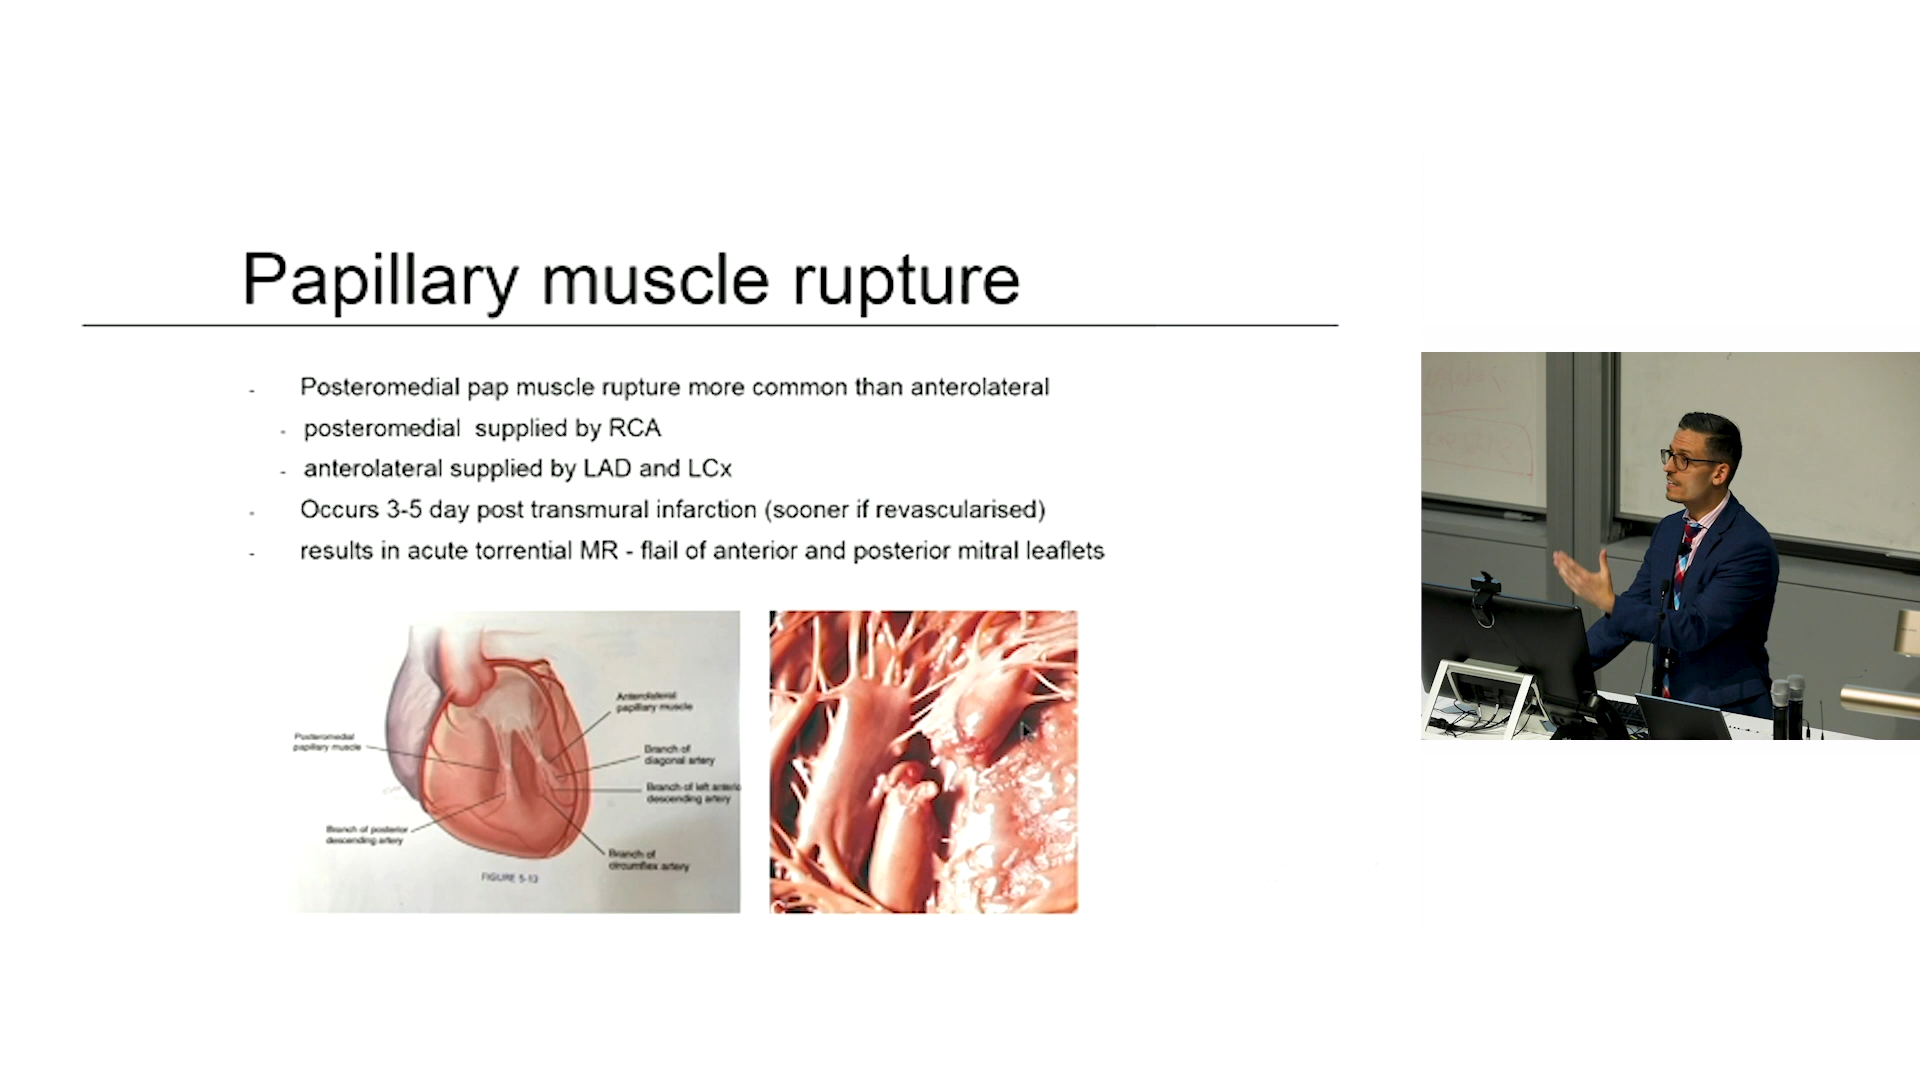 Papillary muscle rupture
- Posteromedial pap muscle rupture more common than anterolateral
- posteromedial supplied by RCA
- anterolateral supplied by LAD and LCx
- Occurs 3-5 day post transmural infarction (sooner if revascularised)
- results in acute torrential MR - flail of anterior and posterior mitral leaflets
Anterolateral
papillary muscle
Posteromedial
papillary muscle
Branch of
diagonal artery
Branch of left anterio
descending artery
Branch of posterior
descending artery
Branch of
circumflex artery
FIGURE 5-13